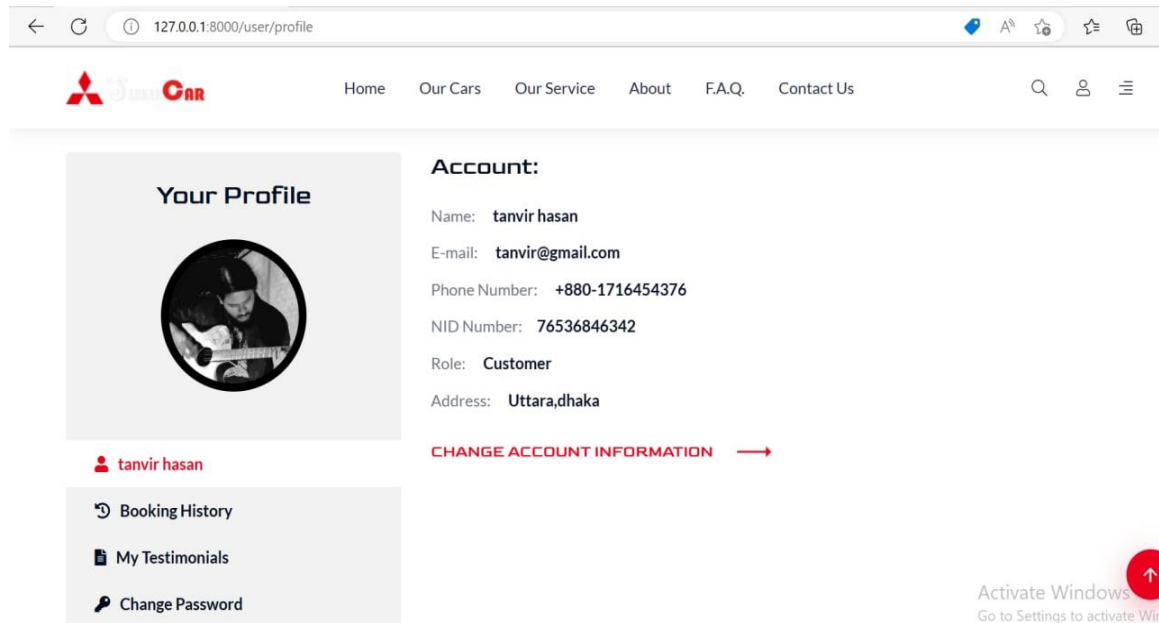 127.0.0.1:8000/user/profile
CAR
Home Our Cars Our Service About F.A.Q. Contact Us
Your Profile
tanvir hasan
Booking History
My Testimonials
Change Password
Account:
Name: tanvir hasan
E-mail: tanvir@gmail.com
Phone Number: +880-1716454376
NID Number: 76536846342
Role: Customer
Address: Uttara,dhaka
CHANGE ACCOUNT INFORMATION
Activate Windows
Go to Settings to activate